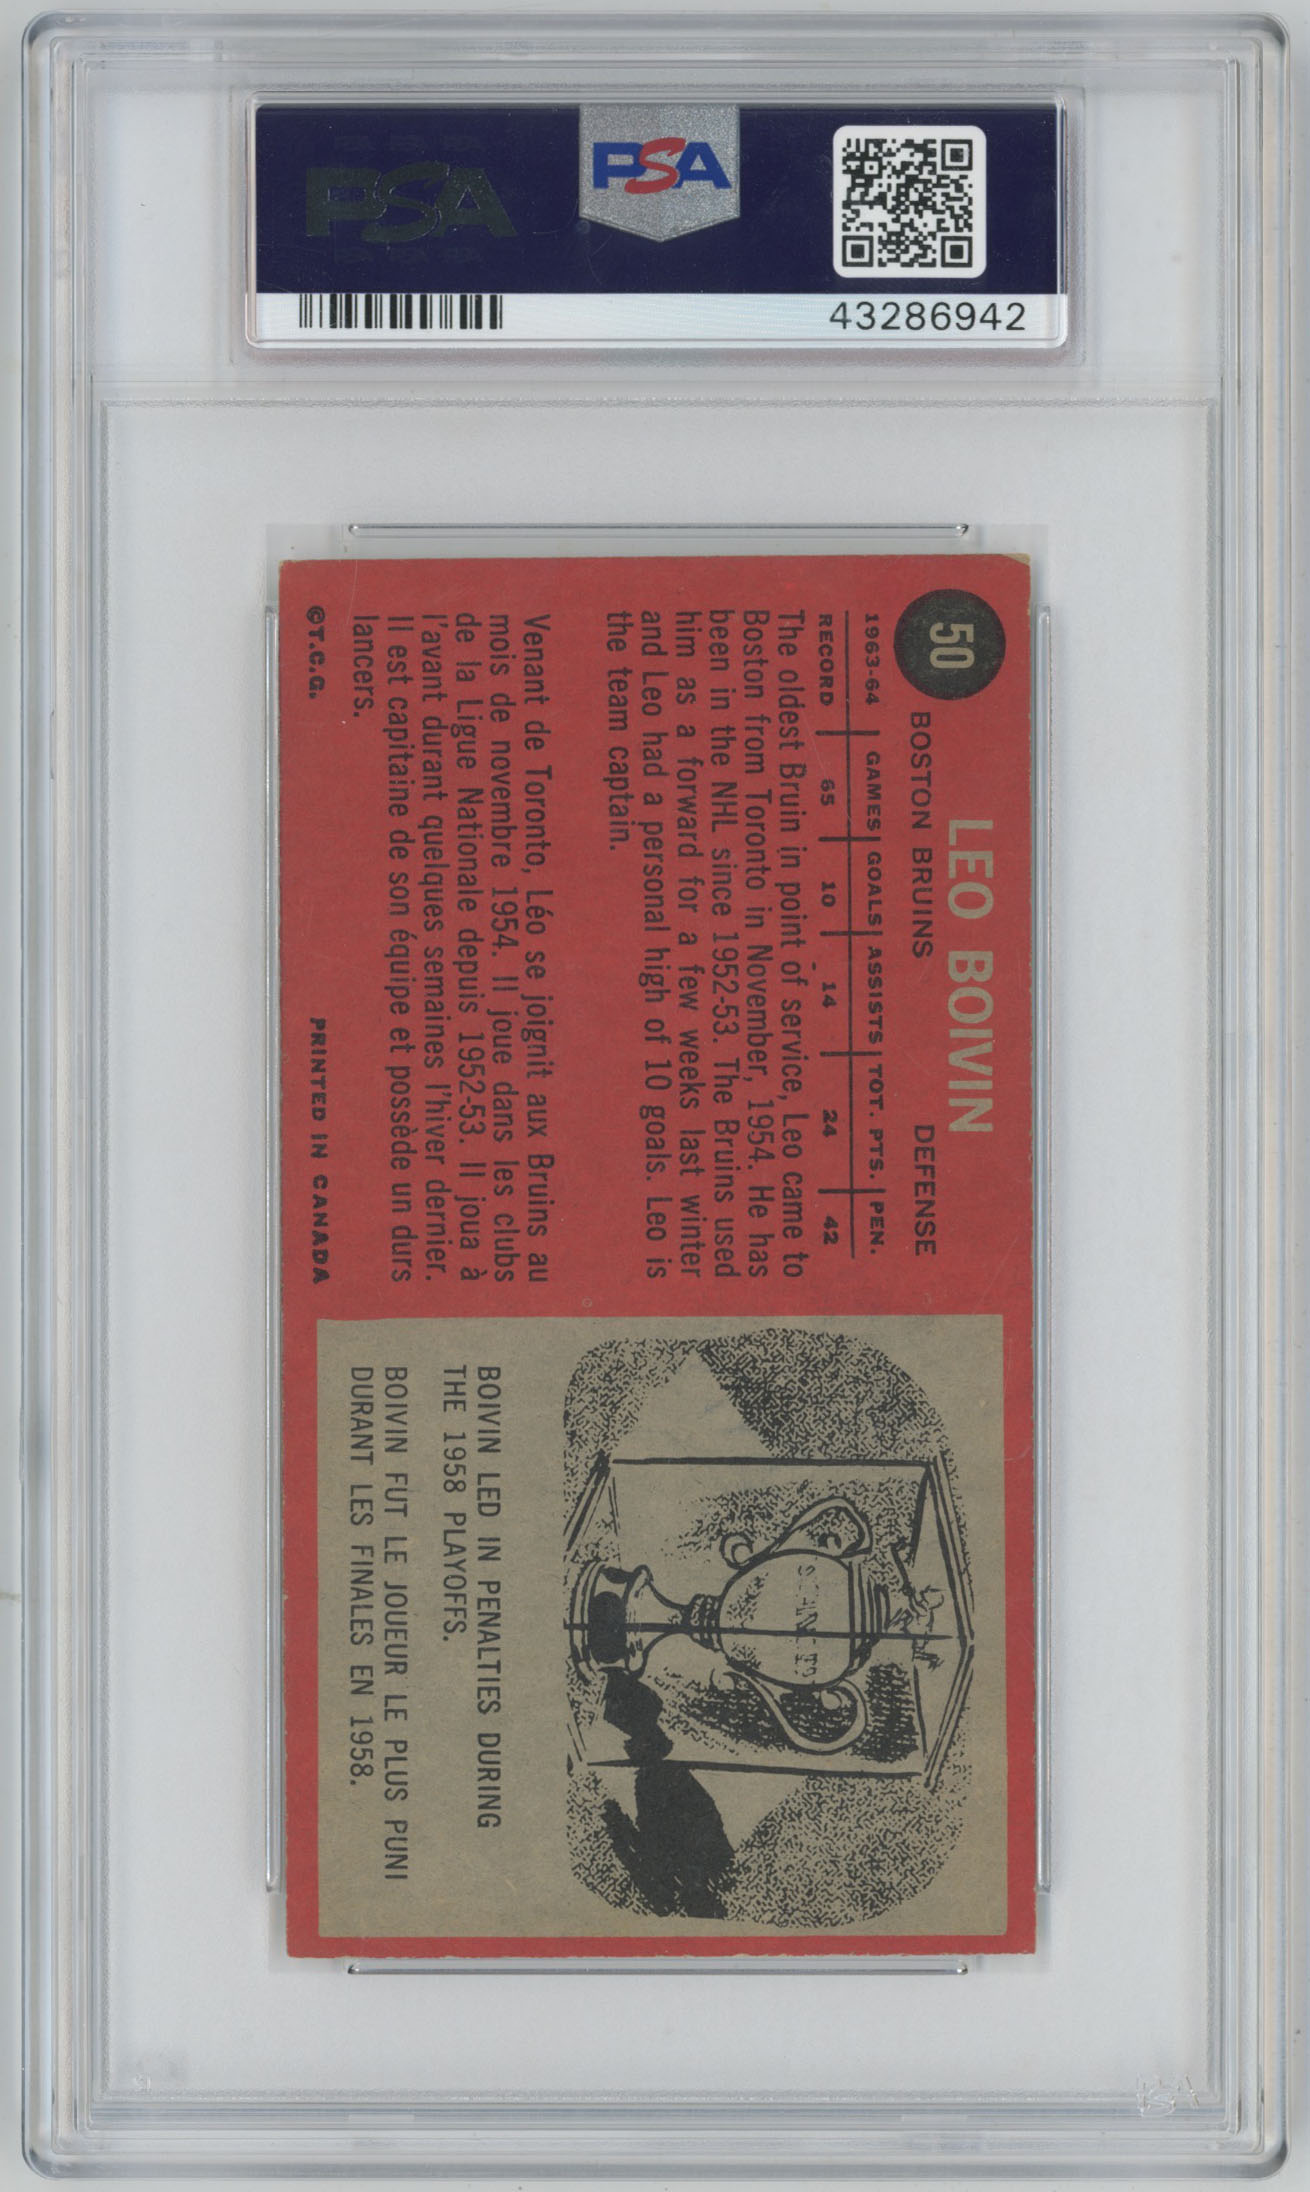 PSA
PSA
43286942
50
LEO BOIVIN
BOSTON BRUINS DEFENSE
1963-64 GAMES GOALS ASSISTS TOT. PTS. PEN.
RECORD 65 10 14 24 42
The oldest Bruin in point of service, Leo came to
Boston from Toronto in November, 1954. He has
been in the NHL since 1952-53. The Bruins used
him as a forward for a few weeks last winter
and Leo had a personal high of 10 goals. Leo is
the team captain.
Venant de Toronto, Léo se joignit aux Bruins au
mois de novembre 1954. Il joue dans les clubs
de la Ligue Nationale depuis 1952-53. Il joua à
l'avant durant quelques semaines l'hiver dernier.
Il est capitaine de son équipe et possède un durs
lancers.
©T.C.G. PRINTED IN CANADA
BOIVIN LED IN PENALTIES DURING
THE 1958 PLAYOFFS.
BOIVIN FUT LE JOUEUR LE PLUS PUNI
DURANT LES FINALES EN 1958.
PSA